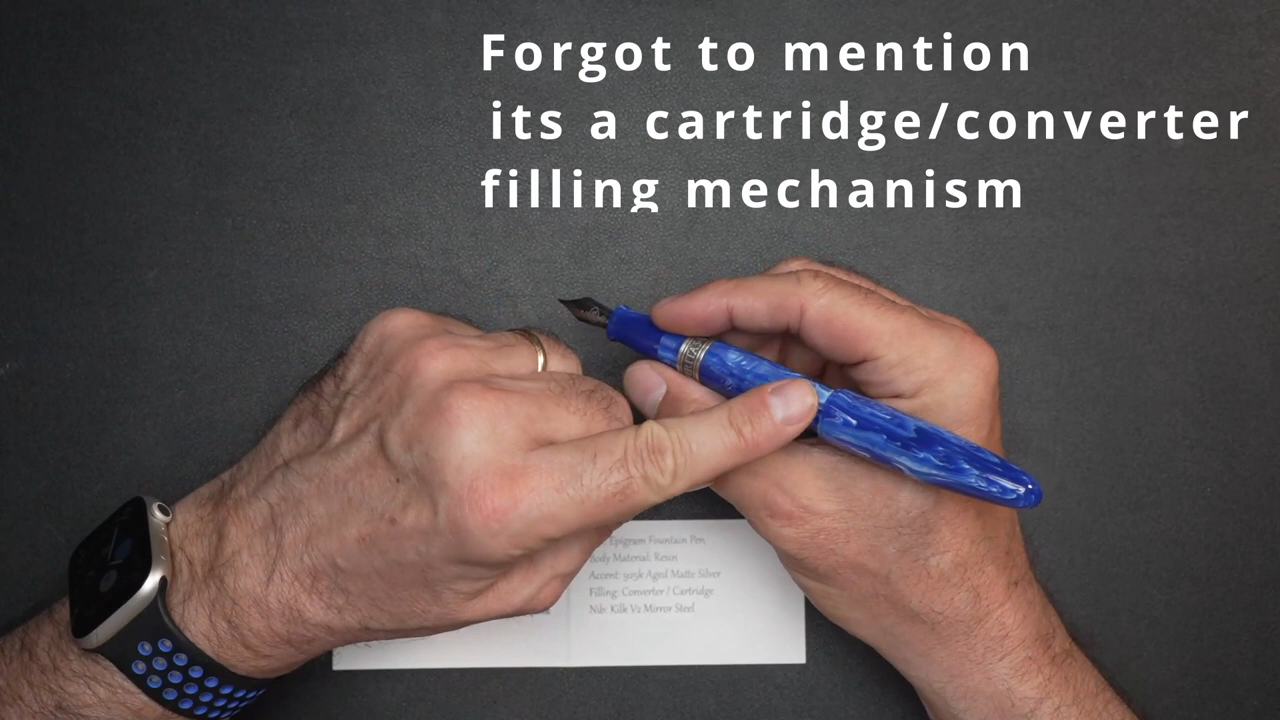 Forgot to mention
its a cartridge/converter
filling mechanism
Epigram Fountain Pen
Body Material: Resin
Accent: 925k Aged Matte Silver
Filling: Converter / Cartridge
Nib: Kilk V2 Mirror Steel